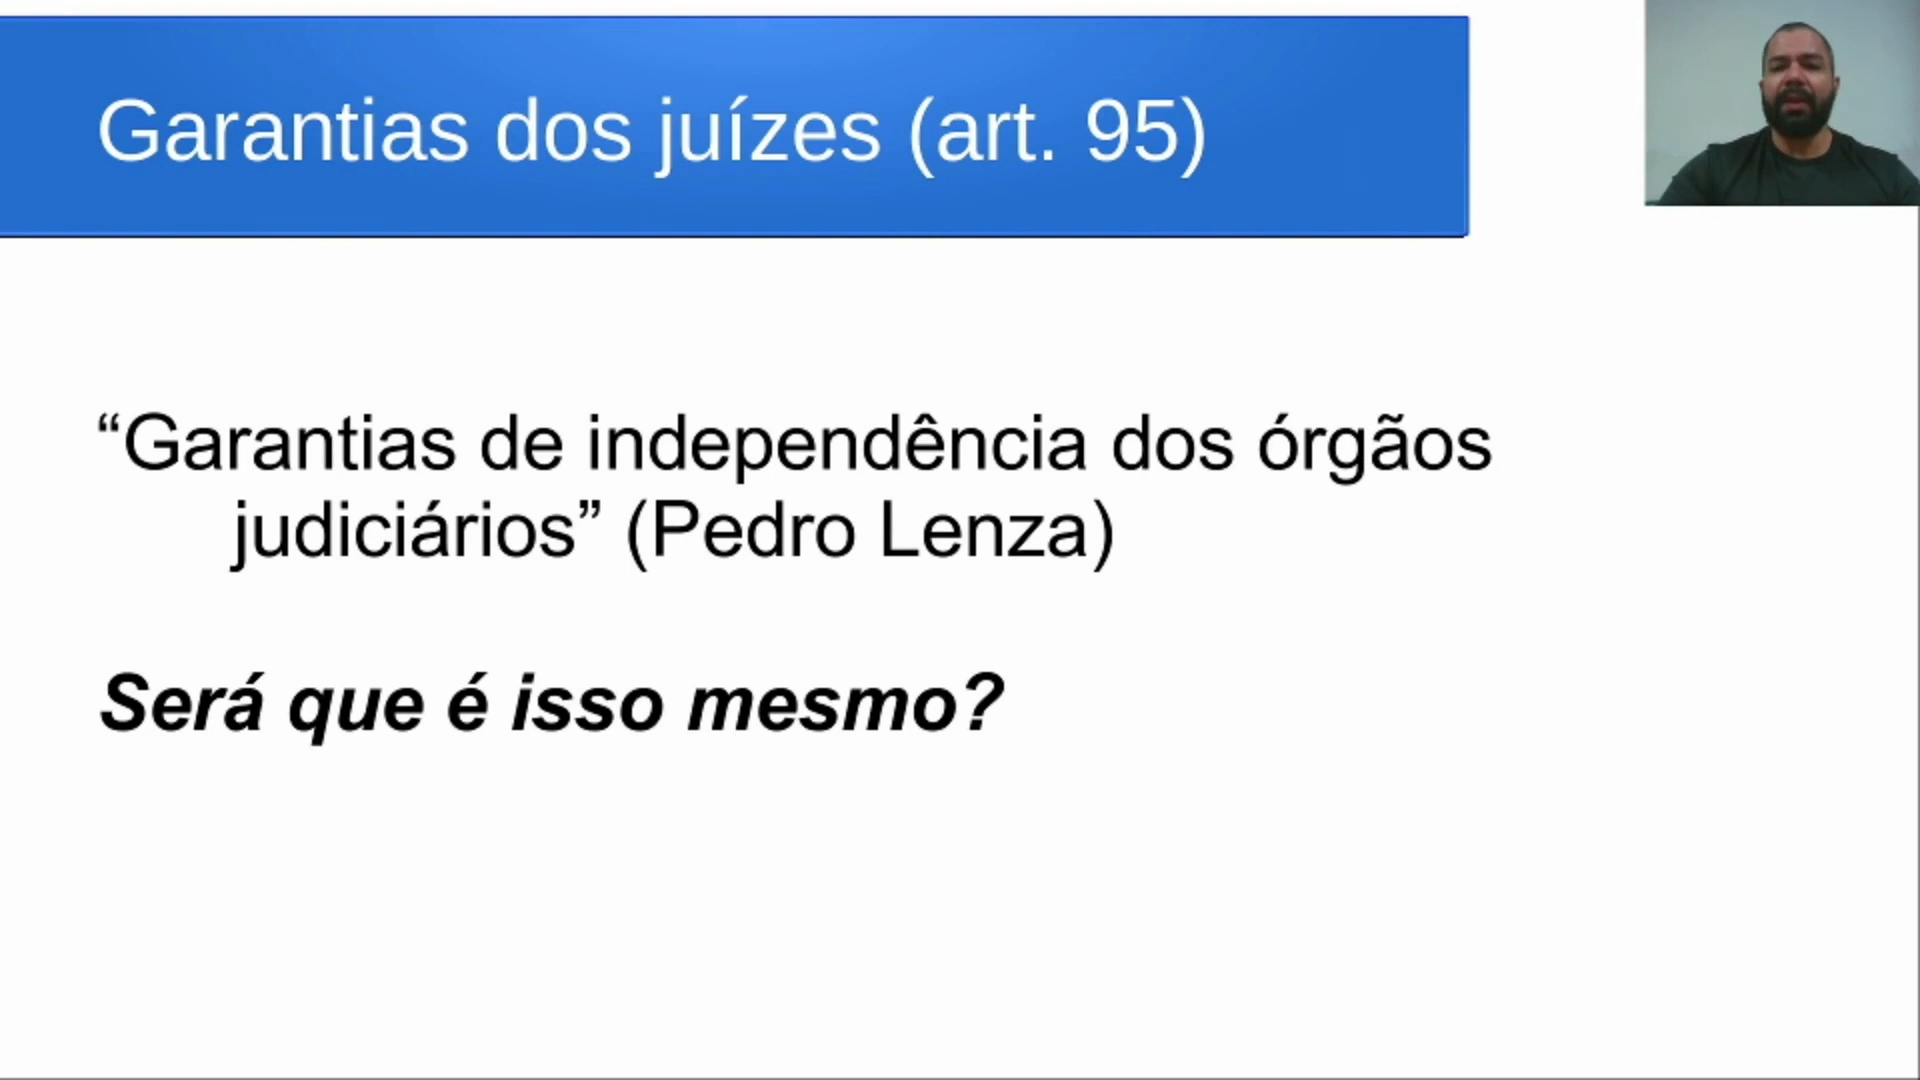 Garantias dos juízes (art. 95)
“Garantias de independência dos órgãos
judiciários” (Pedro Lenza)
Será que é isso mesmo?